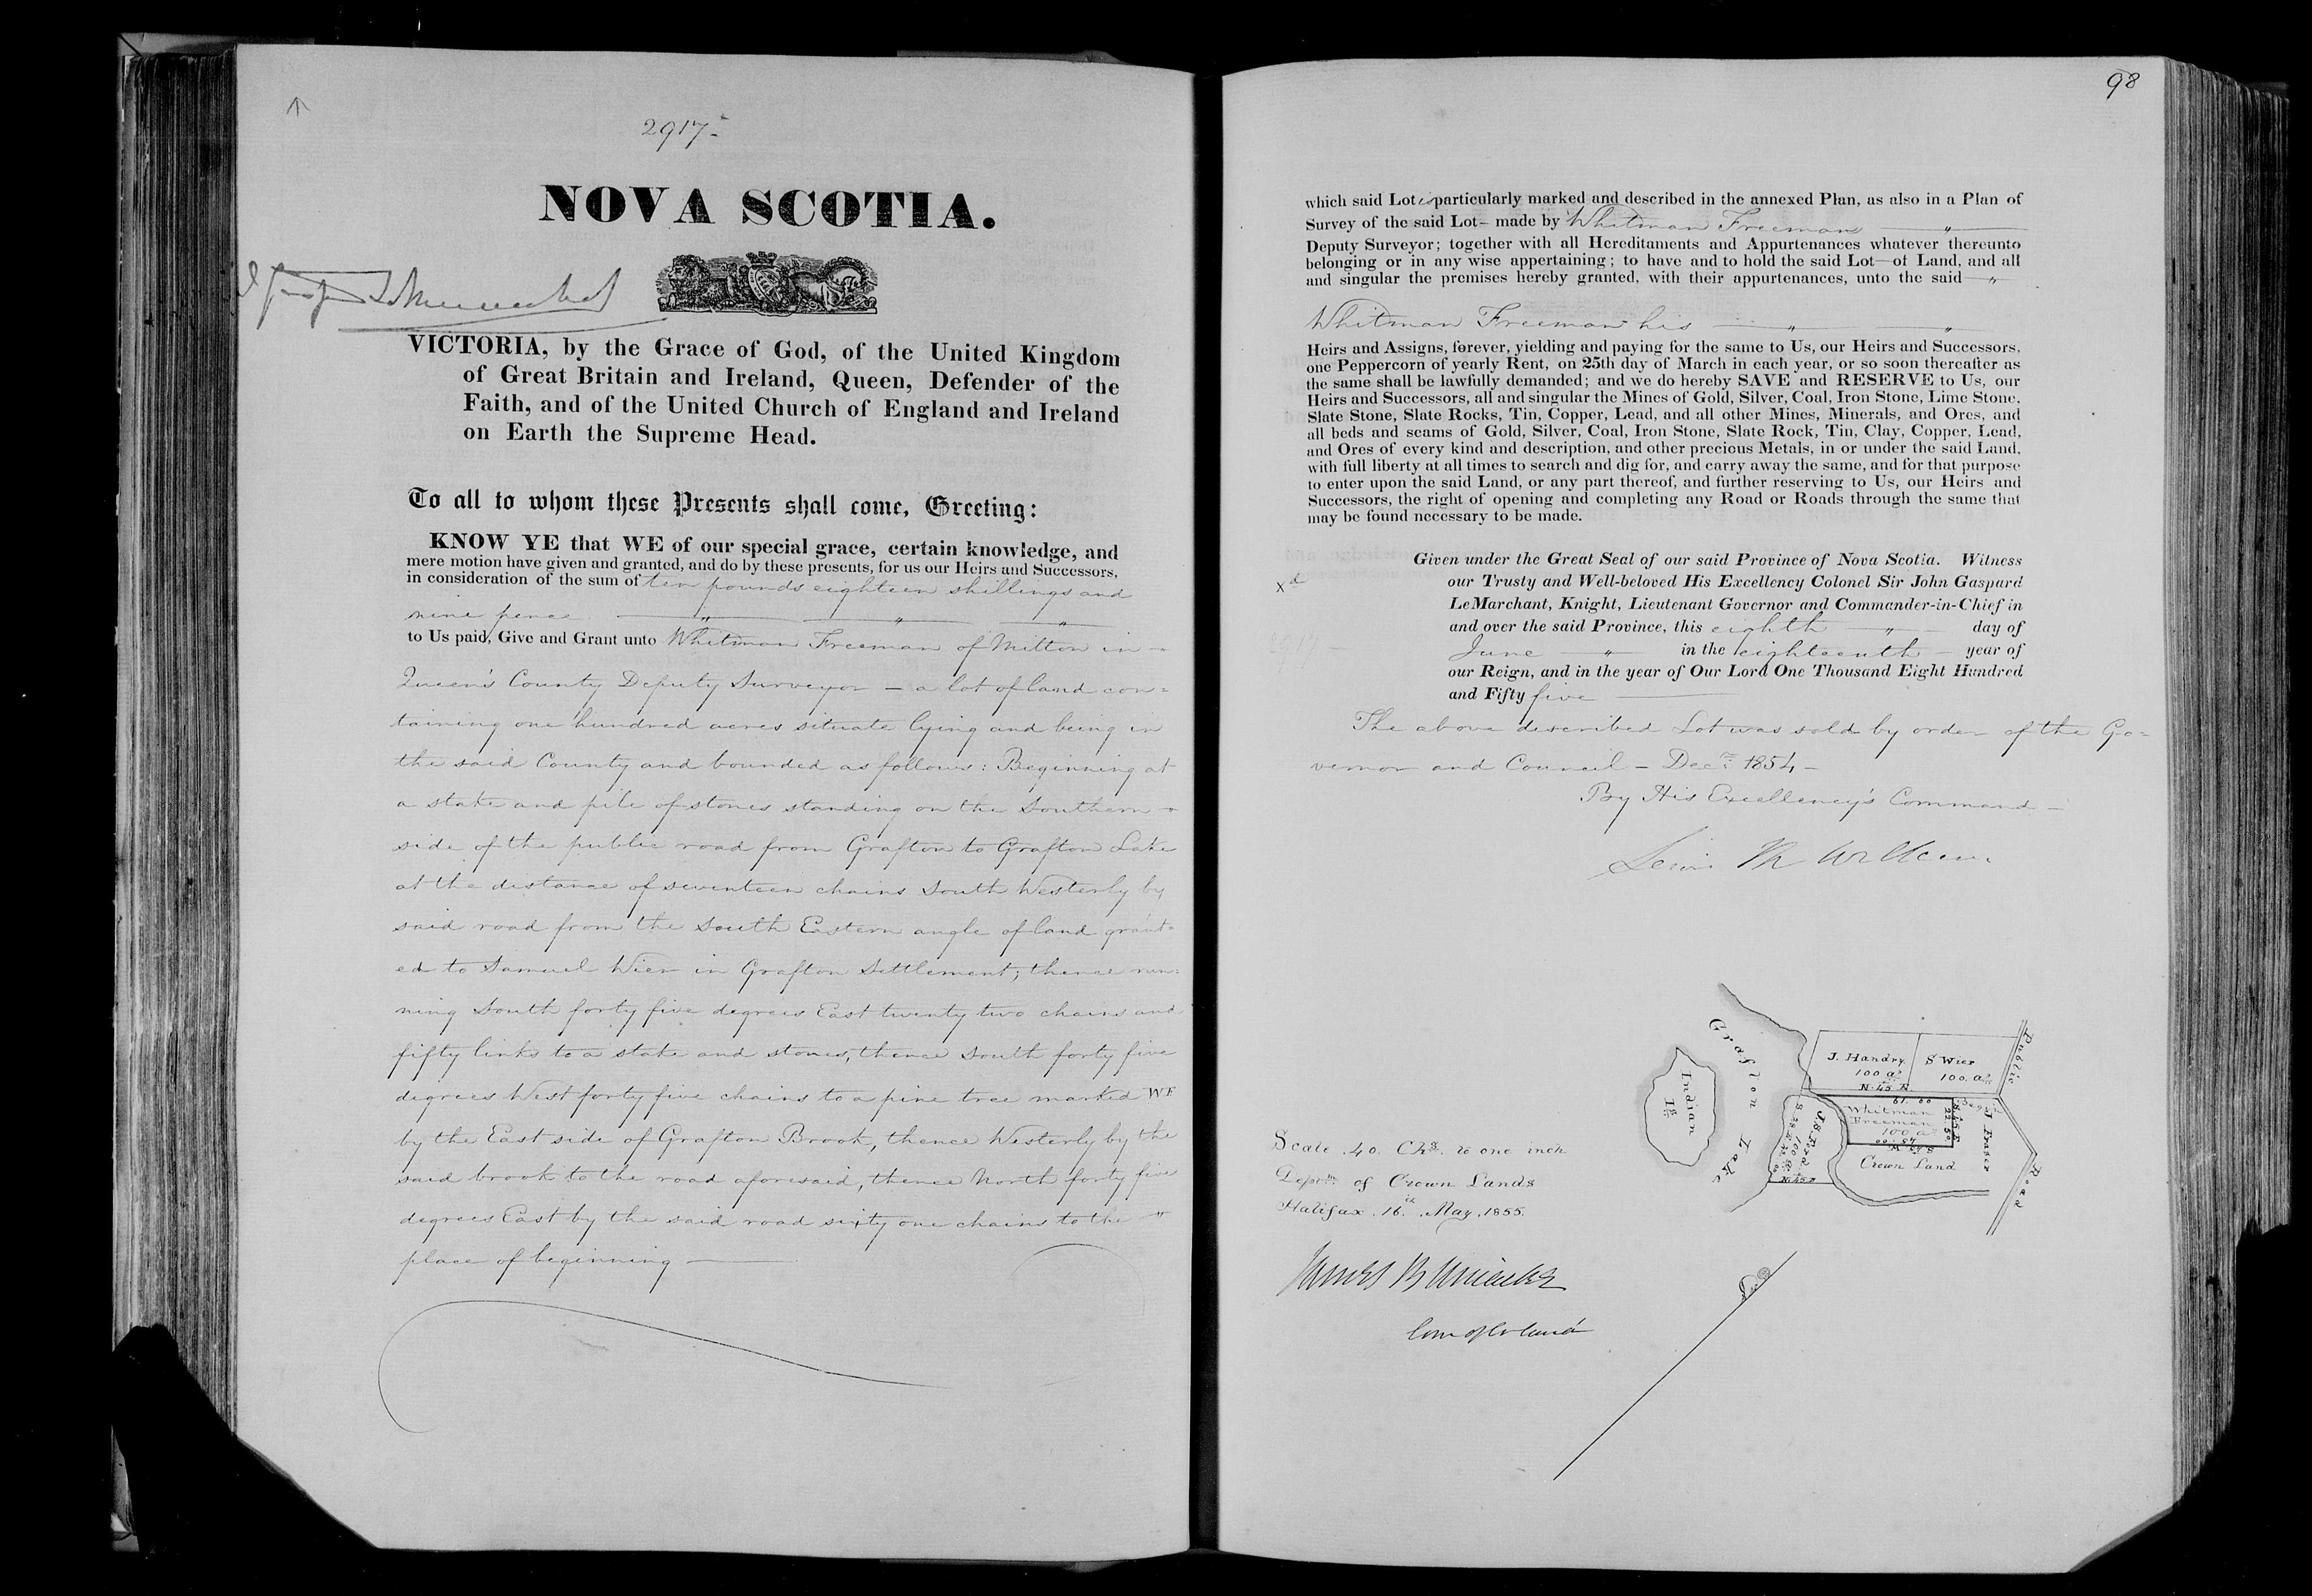 2917
NOVA SCOTIA.
VICTORIA, by the Grace of God, of the United Kingdom
of Great Britain and Ireland, Queen, Defender of the
Faith, and of the United Church of England and Ireland
on Earth the Supreme Head.
To all to whom these Presents shall come, Greeting:
KNOW YE that WE of our special grace, certain knowledge, and
mere motion have given and granted, and do by these presents, for us our Heirs and Successors,
in consideration of the sum of ten pounds eighteen shillings and
nine pence
to Us paid, Give and Grant unto Whitman Freeman of Milton in
Queen's County Deputy Surveyor — a lot of land con=
taining one hundred acres situate lying and being in
the said County and bounded as follows: Beginning at
a stake and pile of stones standing on the Southern
side of the public road from Grafton to Grafton Lake
at the distance of seventeen chains South Westerly by
said road from the South Eastern angle of land grant=
ed to Samuel Wier in Grafton Settlement; thence run=
ning South forty five degrees East twenty two chains and
fifty links to a stake and stones, thence South forty five
degrees West forty five chains to a pine tree marked WF
by the East side of Grafton Brook, thence Westerly by the
said brook to the road aforesaid, thence North forty five
degrees East by the said road sixty one chains to the
place of beginning —
98
which said Lot is particularly marked and described in the annexed Plan, as also in a Plan of
Survey of the said Lot — made by Whitman Freeman
Deputy Surveyor; together with all Hereditaments and Appurtenances whatever thereunto
belonging or in any wise appertaining; to have and to hold the said Lot — of Land, and all
and singular the premises hereby granted, with their appurtenances, unto the said
Whitman Freeman his
Heirs and Assigns, forever, yielding and paying for the same to Us, our Heirs and Successors,
one Peppercorn of yearly Rent, on 25th day of March in each year, or so soon thereafter as
the same shall be lawfully demanded; and we do hereby SAVE and RESERVE to Us, our
Heirs and Successors, all and singular the Mines of Gold, Silver, Coal, Iron Stone, Lime Stone,
Slate Stone, Slate Rocks, Tin, Copper, Lead, and all other Mines, Minerals, and Ores, and
all beds and seams of Gold, Silver, Coal, Iron Stone, Slate Rock, Tin, Clay, Copper, Lead,
and Ores of every kind and description, and other precious Metals, in or under the said Land,
with full liberty at all times to search and dig for, and carry away the same, and for that purpose
to enter upon the said Land, or any part thereof, and further reserving to Us, our Heirs and
Successors, the right of opening and completing any Road or Roads through the same that
may be found necessary to be made.
Given under the Great Seal of our said Province of Nova Scotia. Witness
our Trusty and Well-beloved His Excellency Colonel Sir John Gaspard
LeMarchant, Knight, Lieutenant Governor and Commander-in-Chief in
and over the said Province, this eighth day of
June in the eighteenth year of
our Reign, and in the year of Our Lord One Thousand Eight Hundred
and Fifty five
xd
The above described Lot was sold by order of the Go=
vernor and Council — Decr. 1854 —
By His Excellency's Command —
Lewis M Wilkins
Grafton Lake
Indian Isd
J. Handry
100 as
S Wier
100. as
N. 45 E
Public Road
61. 00
Whitman
Freeman
100 as
S 45 E
22 50
J Fraser
J.B. Ford
100
N 45 E
Crown Land
Scale .40. Chs. to one inch
Depmt. of Crown Lands
Halifax. 16th. May. 1855.
James B Uniacke
Com of Cr Lands